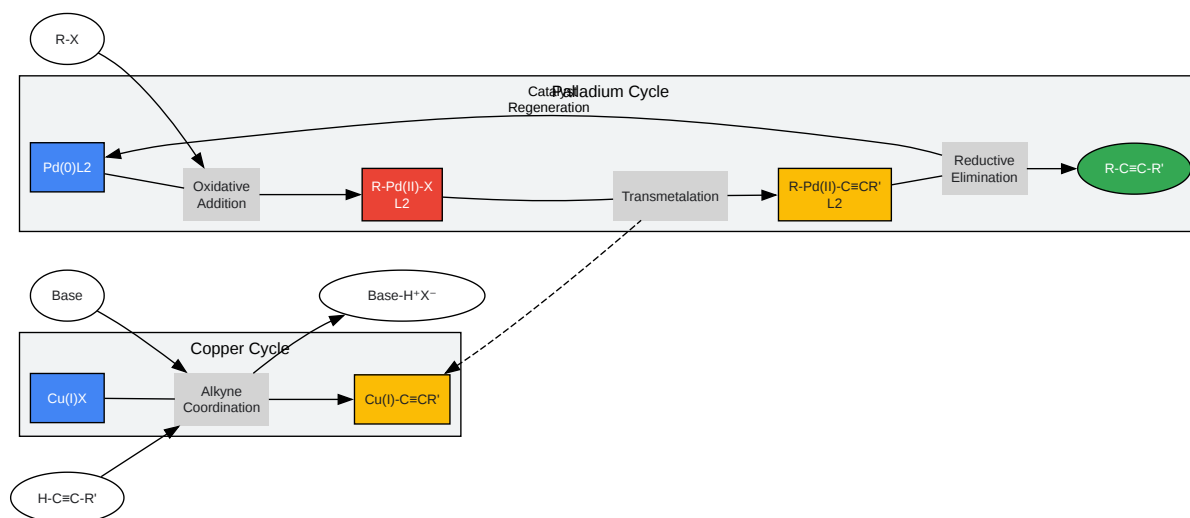 R-X
Palladium Cycle
Catalyst
Regeneration
Pd(0)L2
Oxidative
Addition
R-Pd(II)-X
L2
Transmetalation
R-Pd(II)-C≡CR'
L2
Reductive
Elimination
R-C≡C-R'
Base
Base-H⁺X⁻
Copper Cycle
Cu(I)X
Alkyne
Coordination
Cu(I)-C≡CR'
H-C≡C-R'